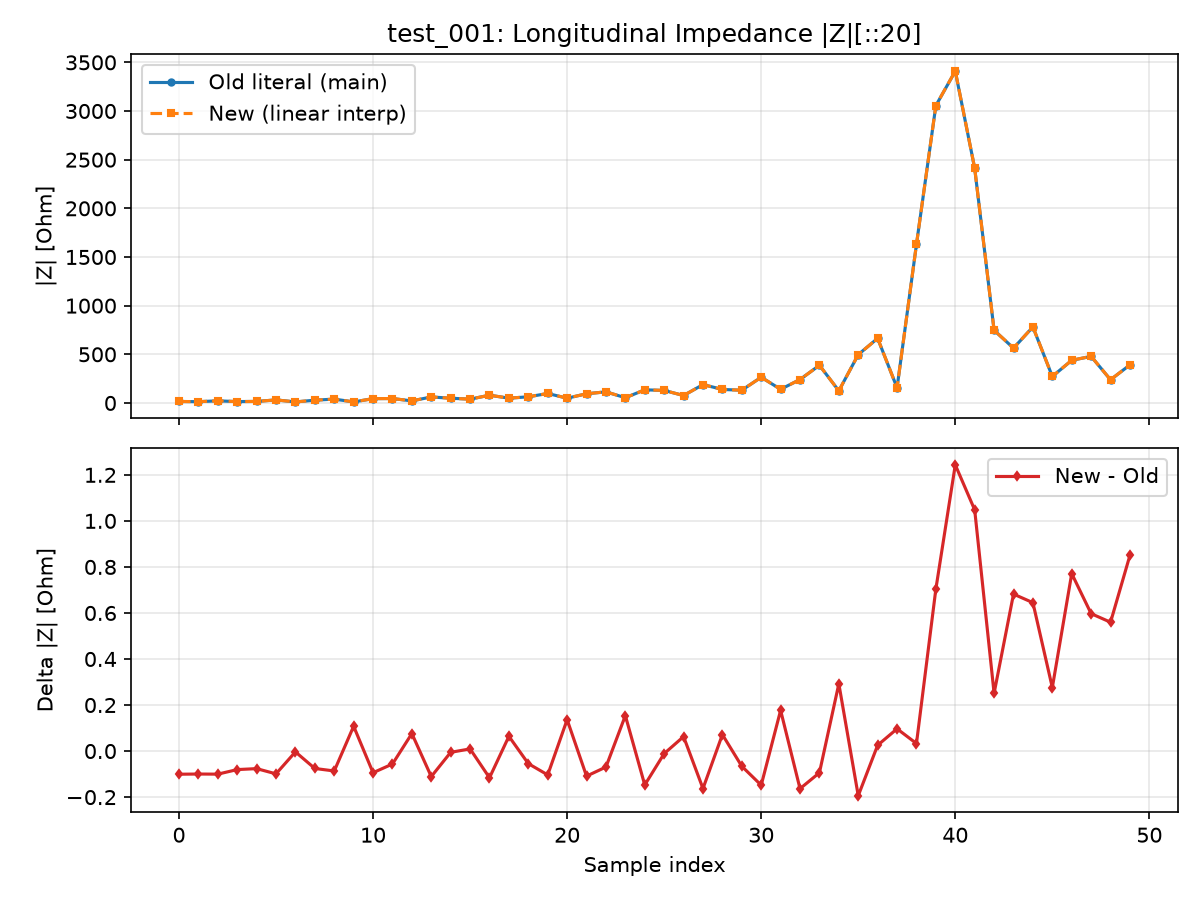 test_001: Longitudinal Impedance |Z|[::20]
3500
3000
2500
2000
1500
1000
500
0
|Z| [Ohm]
Old literal (main)
New (linear interp)
1.2
1.0
0.8
0.6
0.4
0.2
0.0
−0.2
Delta |Z| [Ohm]
New - Old
0 10 20 30 40 50
Sample index